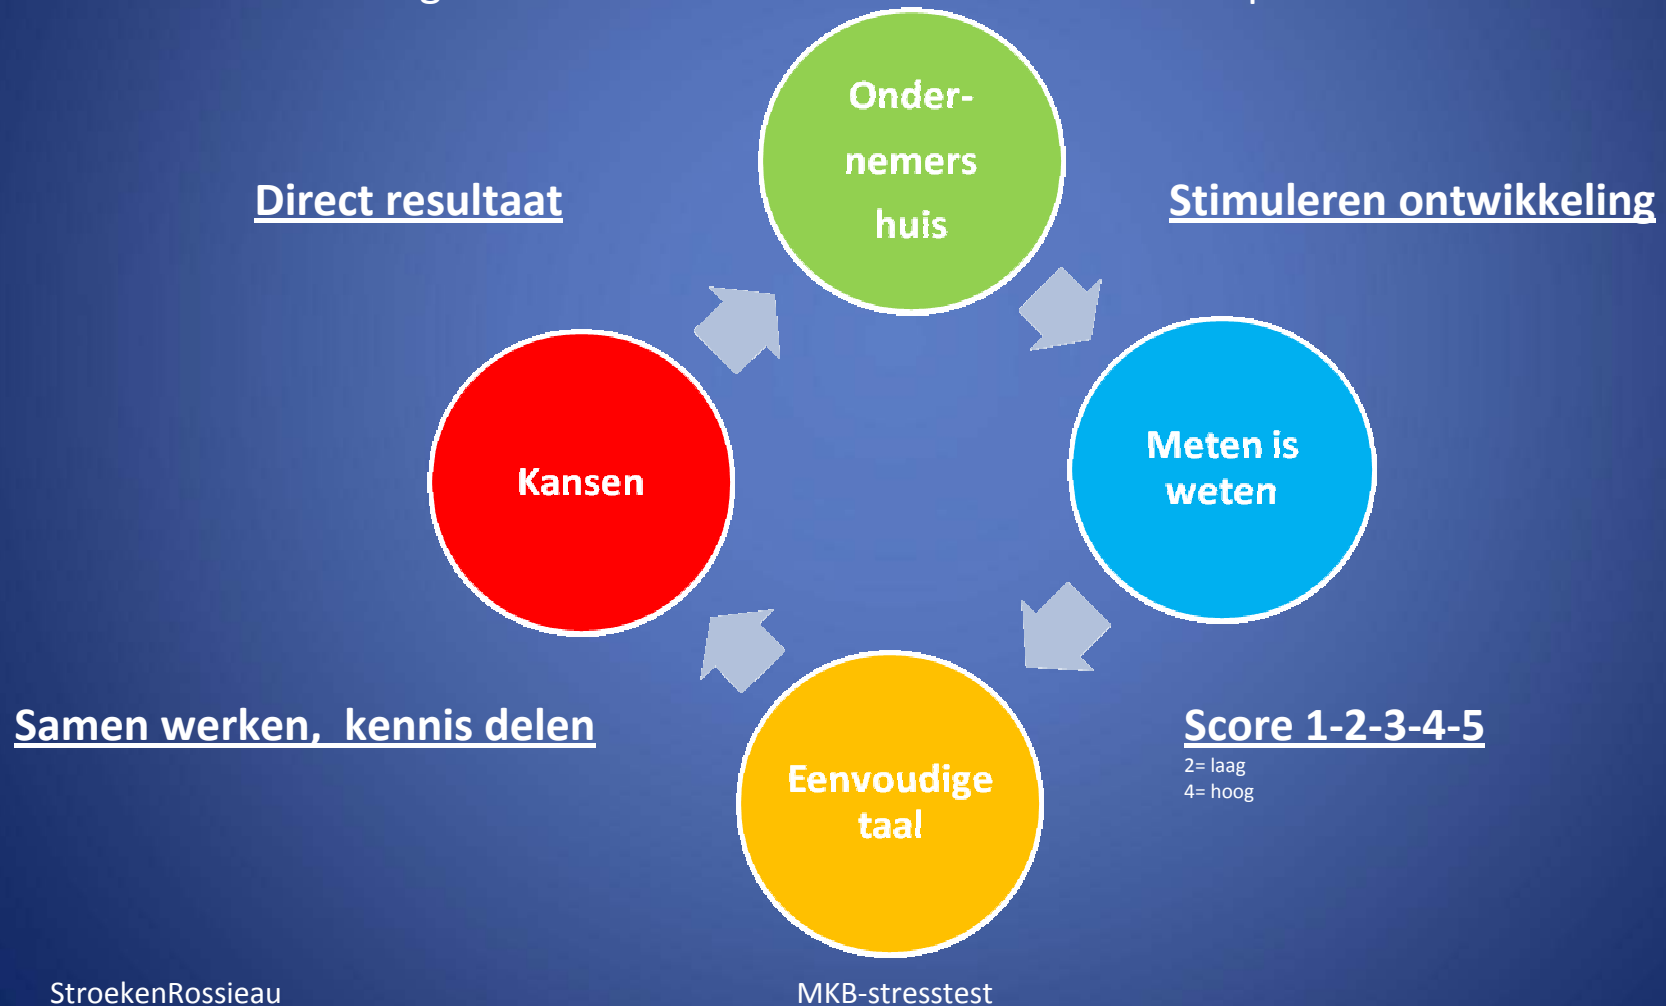 Onder-
nemers
huis
Direct resultaat
Stimuleren ontwikkeling
Kansen
Meten is
weten
Samen werken,  kennis delen
Score 1-2-3-4-5
2= laag
4= hoog
Eenvoudige
taal
StroekenRossieau
MKB-stresstest